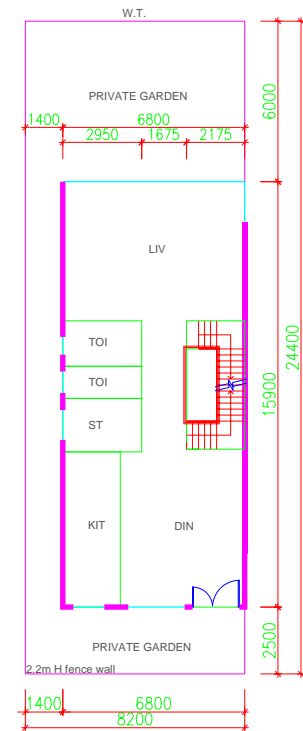 W.T.
PRIVATE GARDEN
1400
6800
2950
1675
2175
6000
LIV
TOI
TOI
ST
15900
24400
KIT
DIN
PRIVATE GARDEN
2500
2.2m H fence wall
1400
6800
8200